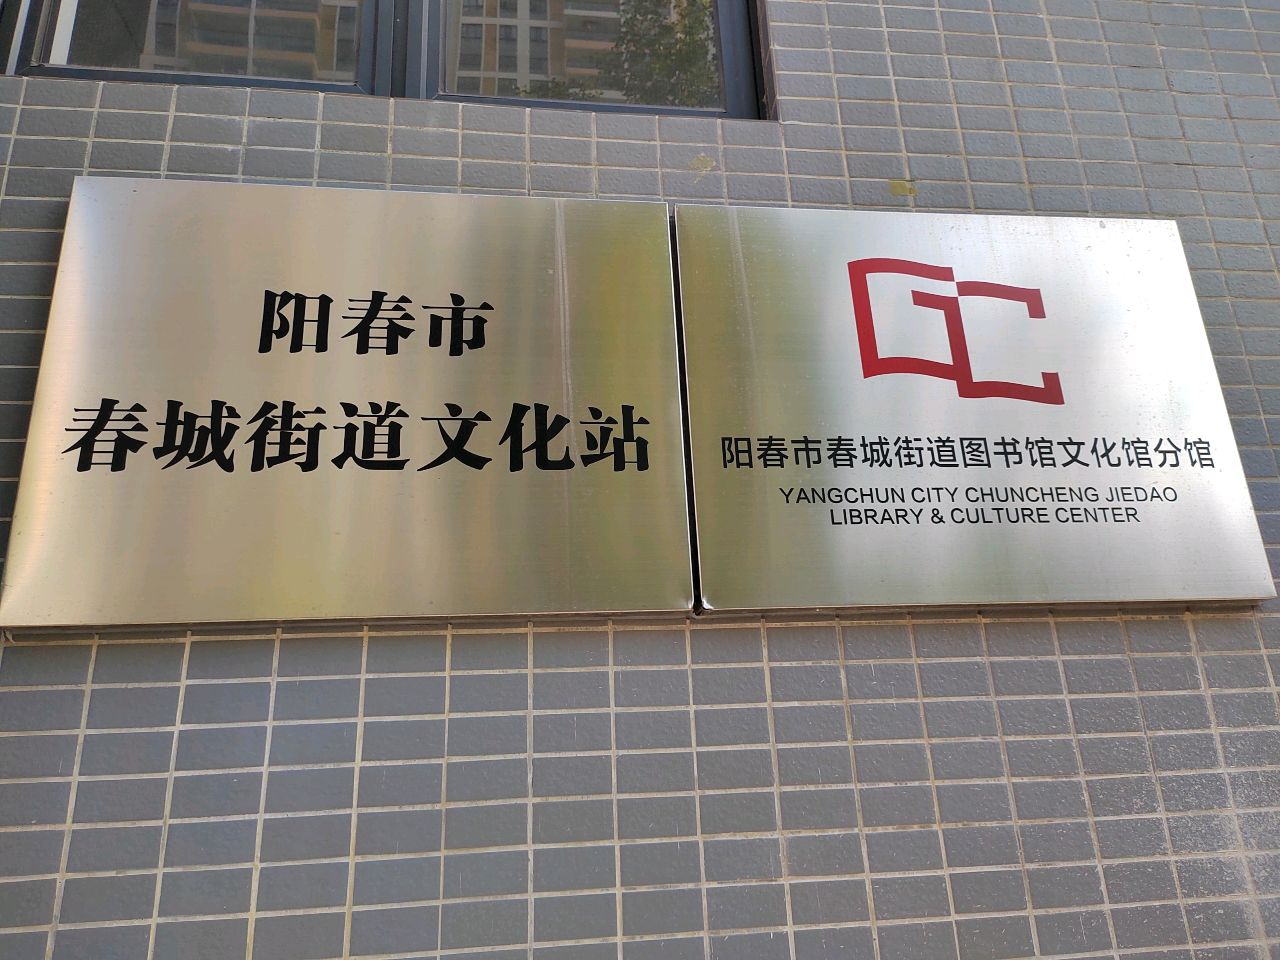 阳春市
春城街道文化站
阳春市春城街道图书馆文化馆分馆
YANGCHUN CITY CHUNCHENG JIEDAO
LIBRARY & CULTURE CENTER